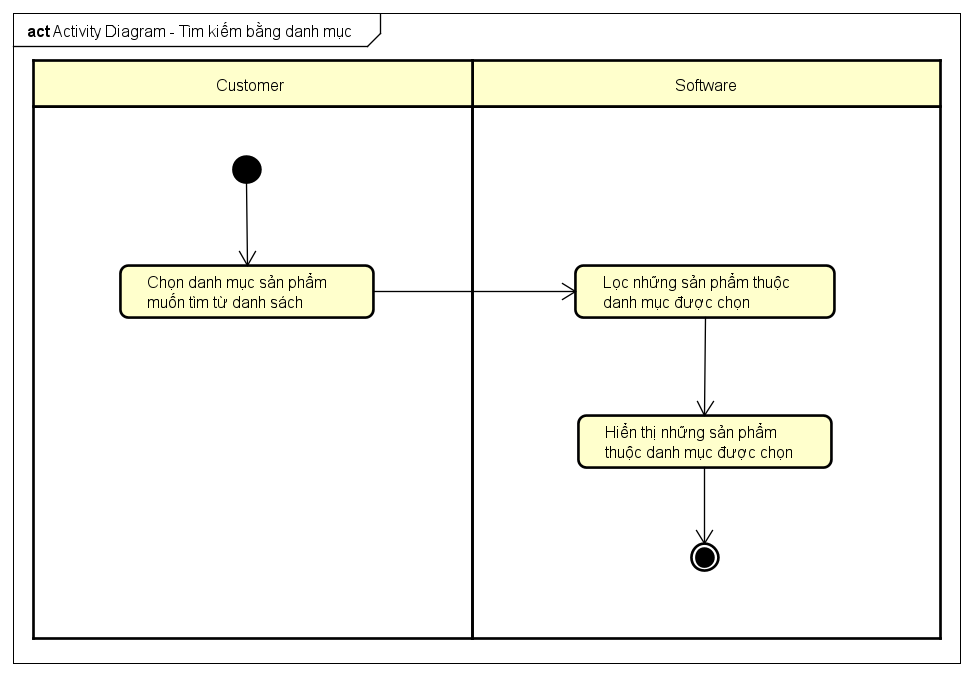 act Activity Diagram - Tìm kiếm bằng danh mục
Customer
Software
Chọn danh mục sản phẩm
muốn tìm từ danh sách
Lọc những sản phẩm thuộc
danh mục được chọn
Hiển thị những sản phẩm
thuộc danh mục được chọn